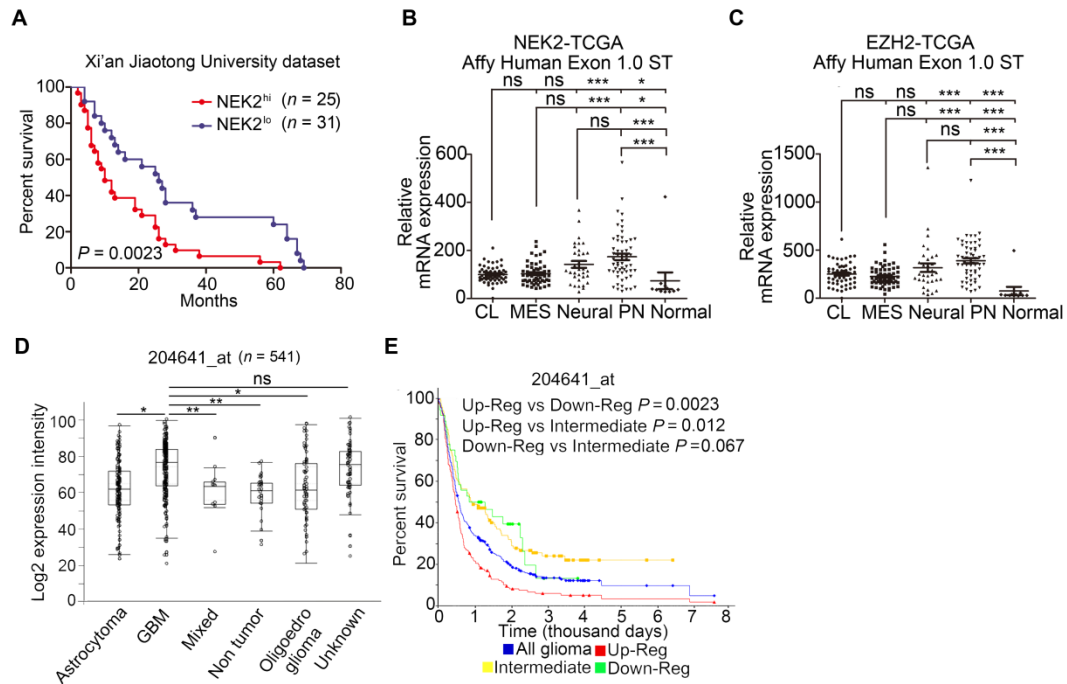 A
Xi'an Jiaotong University dataset
NEK2hi (n = 25)
NEK2lo (n = 31)
Percent survival
100
80
60
40
20
0
P = 0.0023
0 20 40 60 80
Months
B
NEK2-TCGA
Affy Human Exon 1.0 ST
ns ns *** *
ns *** *
ns ***
***
Relative
mRNA expression
600
400
200
0
CL MES Neural PN Normal
C
EZH2-TCGA
Affy Human Exon 1.0 ST
ns ns *** ***
ns *** ***
ns ***
***
Relative
mRNA expression
1500
1000
500
0
CL MES Neural PN Normal
D
204641_at (n = 541)
ns
*
**
* **
Log2 expression intensity
100
80
60
40
20
0
Astrocytoma
GBM
Mixed
Non tumor
Oligoedro
glioma
Unknown
E
204641_at
Up-Reg vs Down-Reg P = 0.0023
Up-Reg vs Intermediate P = 0.012
Down-Reg vs Intermediate P = 0.067
Percent survival
100
80
60
40
20
0
0 1 2 3 4 5 6 7 8
Time (thousand days)
All glioma Up-Reg
Intermediate Down-Reg